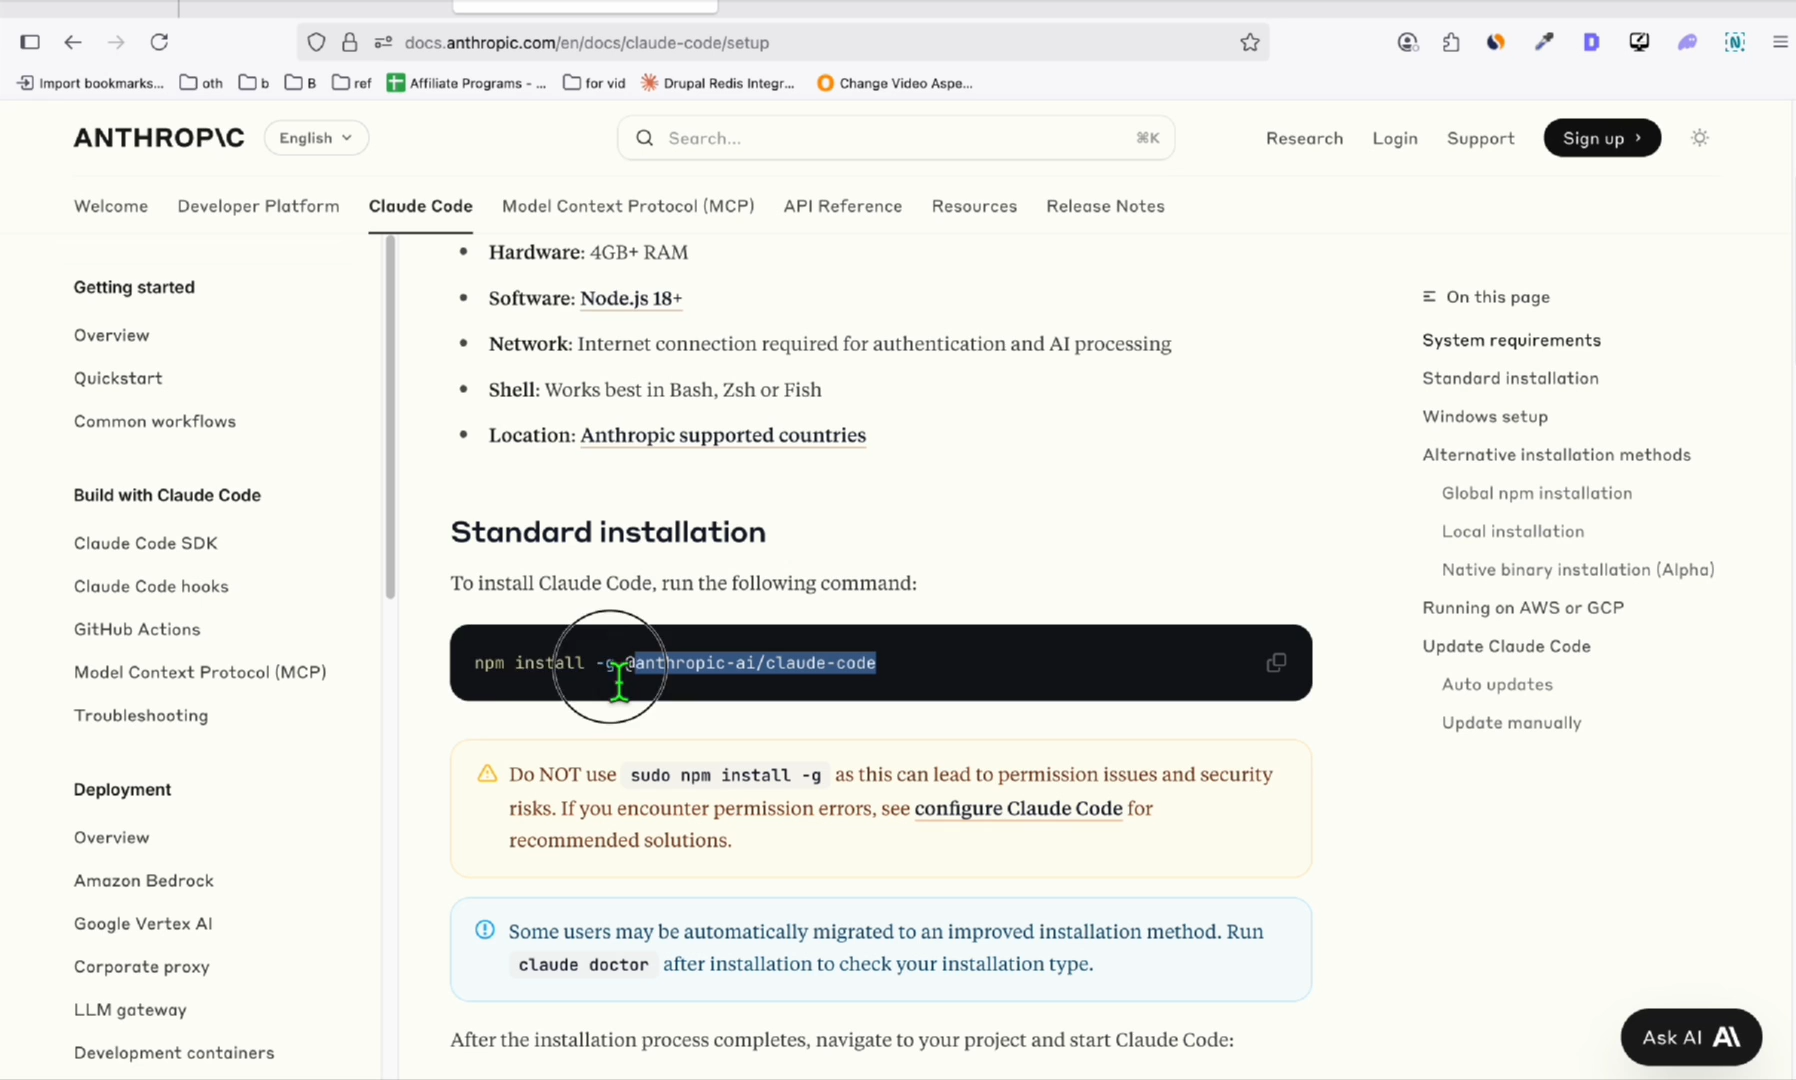 docs.anthropic.com/en/docs/claude-code/setup
Import bookmarks...
oth
b
B
ref
Affiliate Programs - ...
for vid
Drupal Redis Integr...
Change Video Aspe...
ANTHROP\C
English
Search...
⌘K
Research
Login
Support
Sign up ›
Welcome
Developer Platform
Claude Code
Model Context Protocol (MCP)
API Reference
Resources
Release Notes
Getting started
Overview
Quickstart
Common workflows
Build with Claude Code
Claude Code SDK
Claude Code hooks
GitHub Actions
Model Context Protocol (MCP)
Troubleshooting
Deployment
Overview
Amazon Bedrock
Google Vertex AI
Corporate proxy
LLM gateway
Development containers
• Hardware: 4GB+ RAM
• Software: Node.js 18+
• Network: Internet connection required for authentication and AI processing
• Shell: Works best in Bash, Zsh or Fish
• Location: Anthropic supported countries
Standard installation
To install Claude Code, run the following command:
npm install -g @anthropic-ai/claude-code
Do NOT use sudo npm install -g as this can lead to permission issues and security
risks. If you encounter permission errors, see configure Claude Code for
recommended solutions.
Some users may be automatically migrated to an improved installation method. Run
claude doctor after installation to check your installation type.
After the installation process completes, navigate to your project and start Claude Code:
On this page
System requirements
Standard installation
Windows setup
Alternative installation methods
Global npm installation
Local installation
Native binary installation (Alpha)
Running on AWS or GCP
Update Claude Code
Auto updates
Update manually
Ask AI